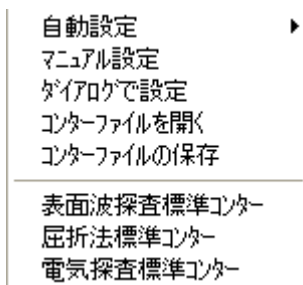 自動設定
ﾏﾆｭｱﾙ設定
ﾀﾞｲｱﾛｸﾞで設定
ｺﾝﾀｰﾌｧｲﾙを開く
ｺﾝﾀｰﾌｧｲﾙの保存
表面波探査標準ｺﾝﾀｰ
屈折法標準ｺﾝﾀｰ
電気探査標準ｺﾝﾀｰ